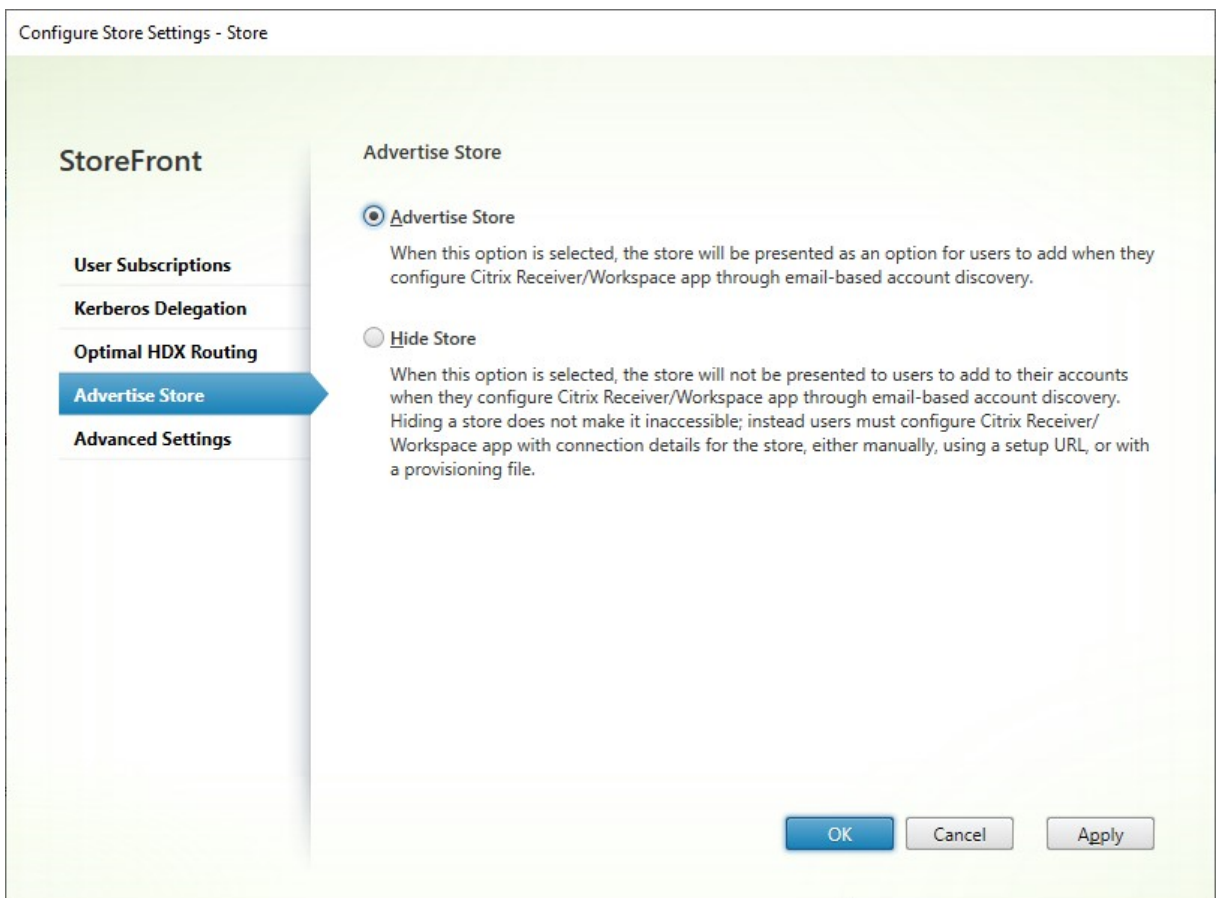 Configure Store Settings - Store
StoreFront
User Subscriptions
Kerberos Delegation
Optimal HDX Routing
Advertise Store
Advanced Settings
Advertise Store
Advertise Store
When this option is selected, the store will be presented as an option for users to add when they
configure Citrix Receiver/Workspace app through email-based account discovery.
Hide Store
When this option is selected, the store will not be presented to users to add to their accounts
when they configure Citrix Receiver/Workspace app through email-based account discovery.
Hiding a store does not make it inaccessible; instead users must configure Citrix Receiver/
Workspace app with connection details for the store, either manually, using a setup URL, or with
a provisioning file.
OK
Cancel
Apply